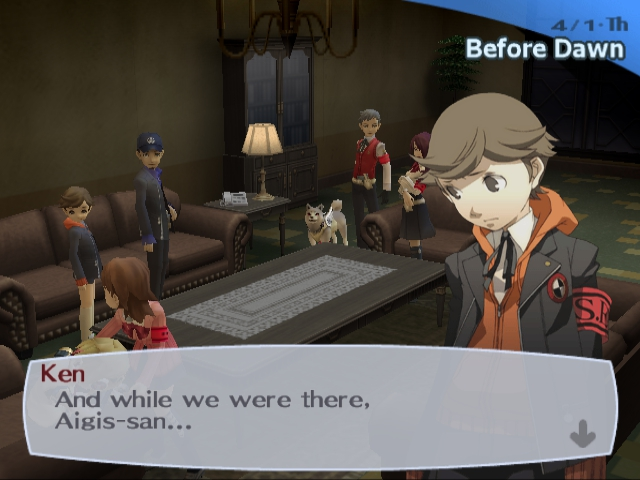 4/1·Th
Before Dawn
S.
Ken
And while we were there,
Aigis-san...